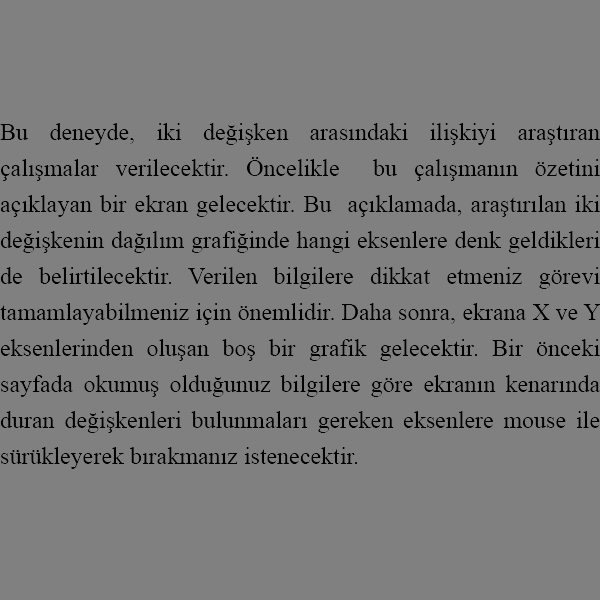 Bu deneyde, iki değişken arasındaki ilişkiyi araştıran
çalışmalar verilecektir. Öncelikle bu çalışmanın özetini
açıklayan bir ekran gelecektir. Bu açıklamada, araştırılan iki
değişkenin dağılım grafiğinde hangi eksenlere denk geldikleri
de belirtilecektir. Verilen bilgilere dikkat etmeniz görevi
tamamlayabilmeniz için önemlidir. Daha sonra, ekrana X ve Y
eksenlerinden oluşan boş bir grafik gelecektir. Bir önceki
sayfada okumuş olduğunuz bilgilere göre ekranın kenarında
duran değişkenleri bulunmaları gereken eksenlere mouse ile
sürükleyerek bırakmanız istenecektir.